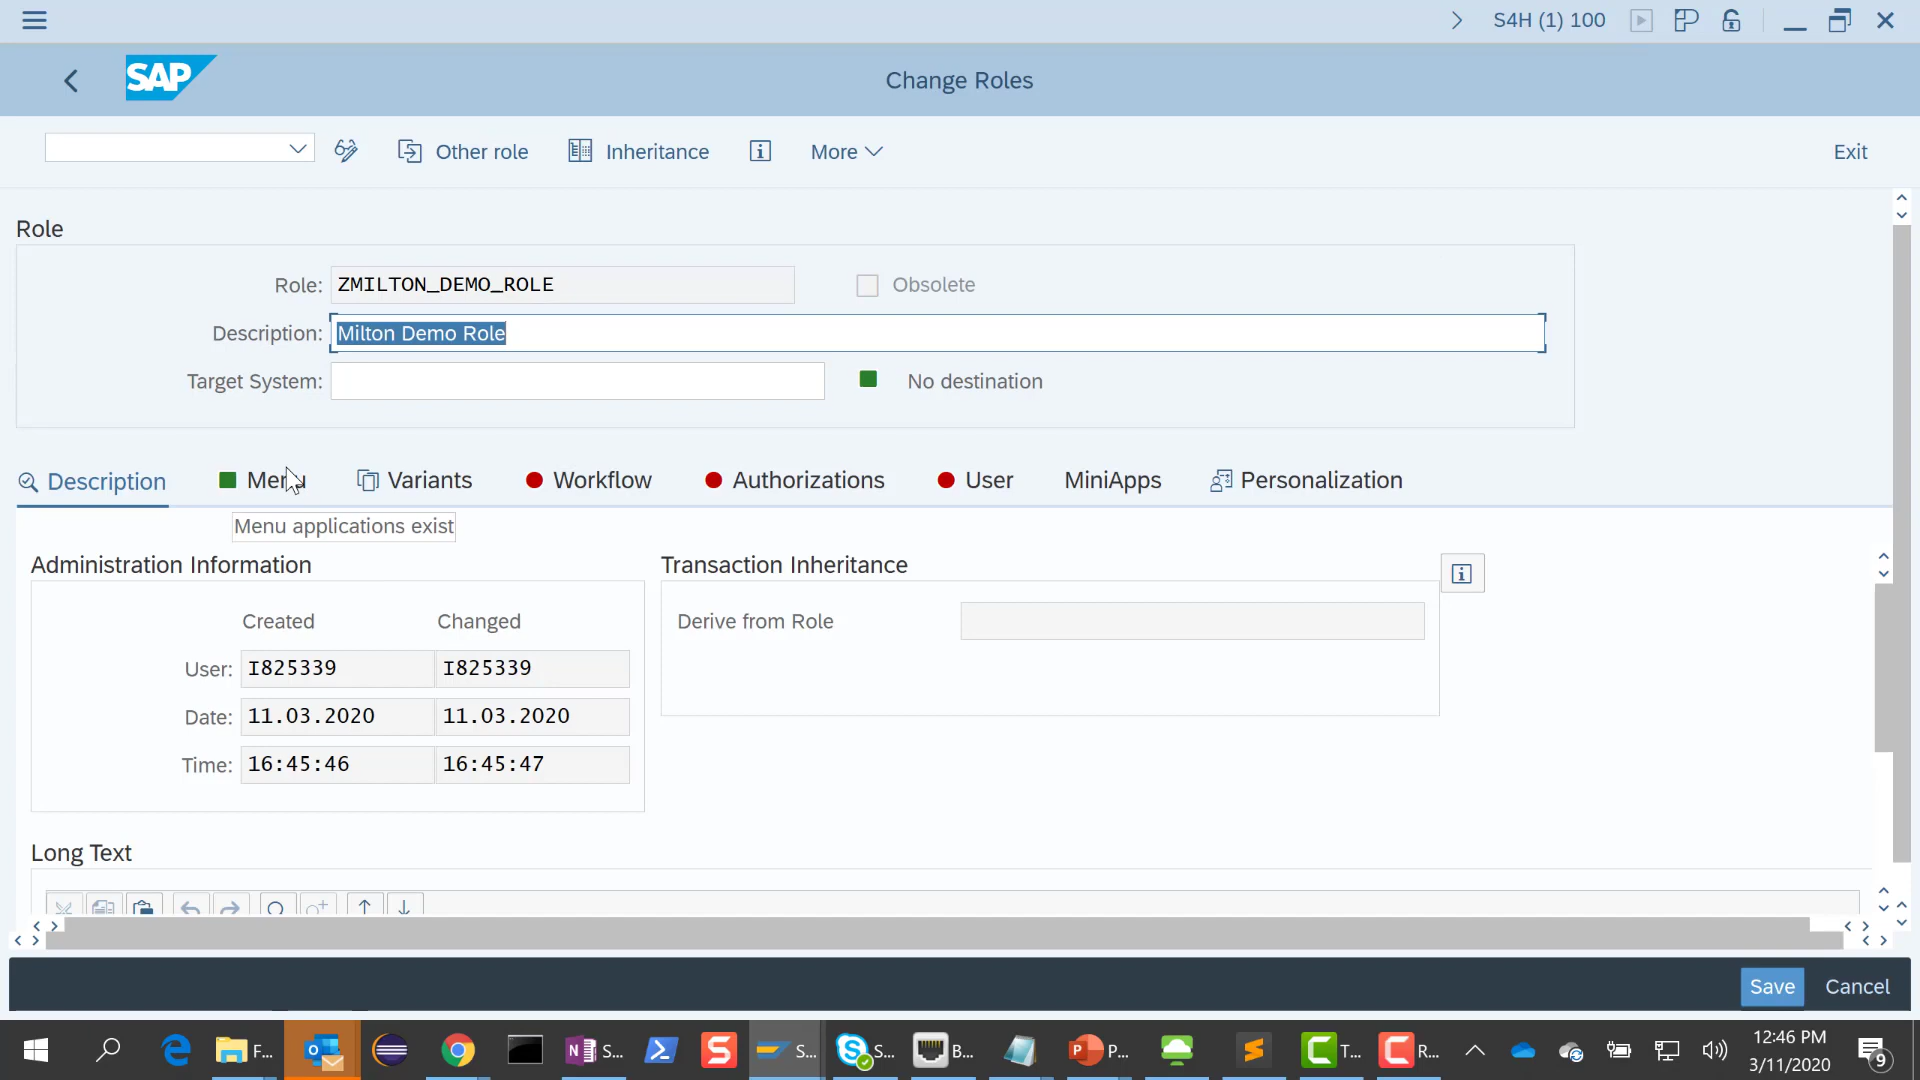 S4H (1) 100
SAP
Change Roles
Other role
Inheritance
More
Exit
Role
Role: ZMILTON_DEMO_ROLE
Obsolete
Description: Milton Demo Role
Target System:
No destination
Description
Menu
Variants
Workflow
Authorizations
User
MiniApps
Personalization
Menu applications exist
Administration Information
Transaction Inheritance
Created Changed
Derive from Role
User: I825339 I825339
Date: 11.03.2020 11.03.2020
Time: 16:45:46 16:45:47
Long Text
Save
Cancel
F...
S...
S...
S...
B...
P...
T...
R...
12:46 PM
3/11/2020
9